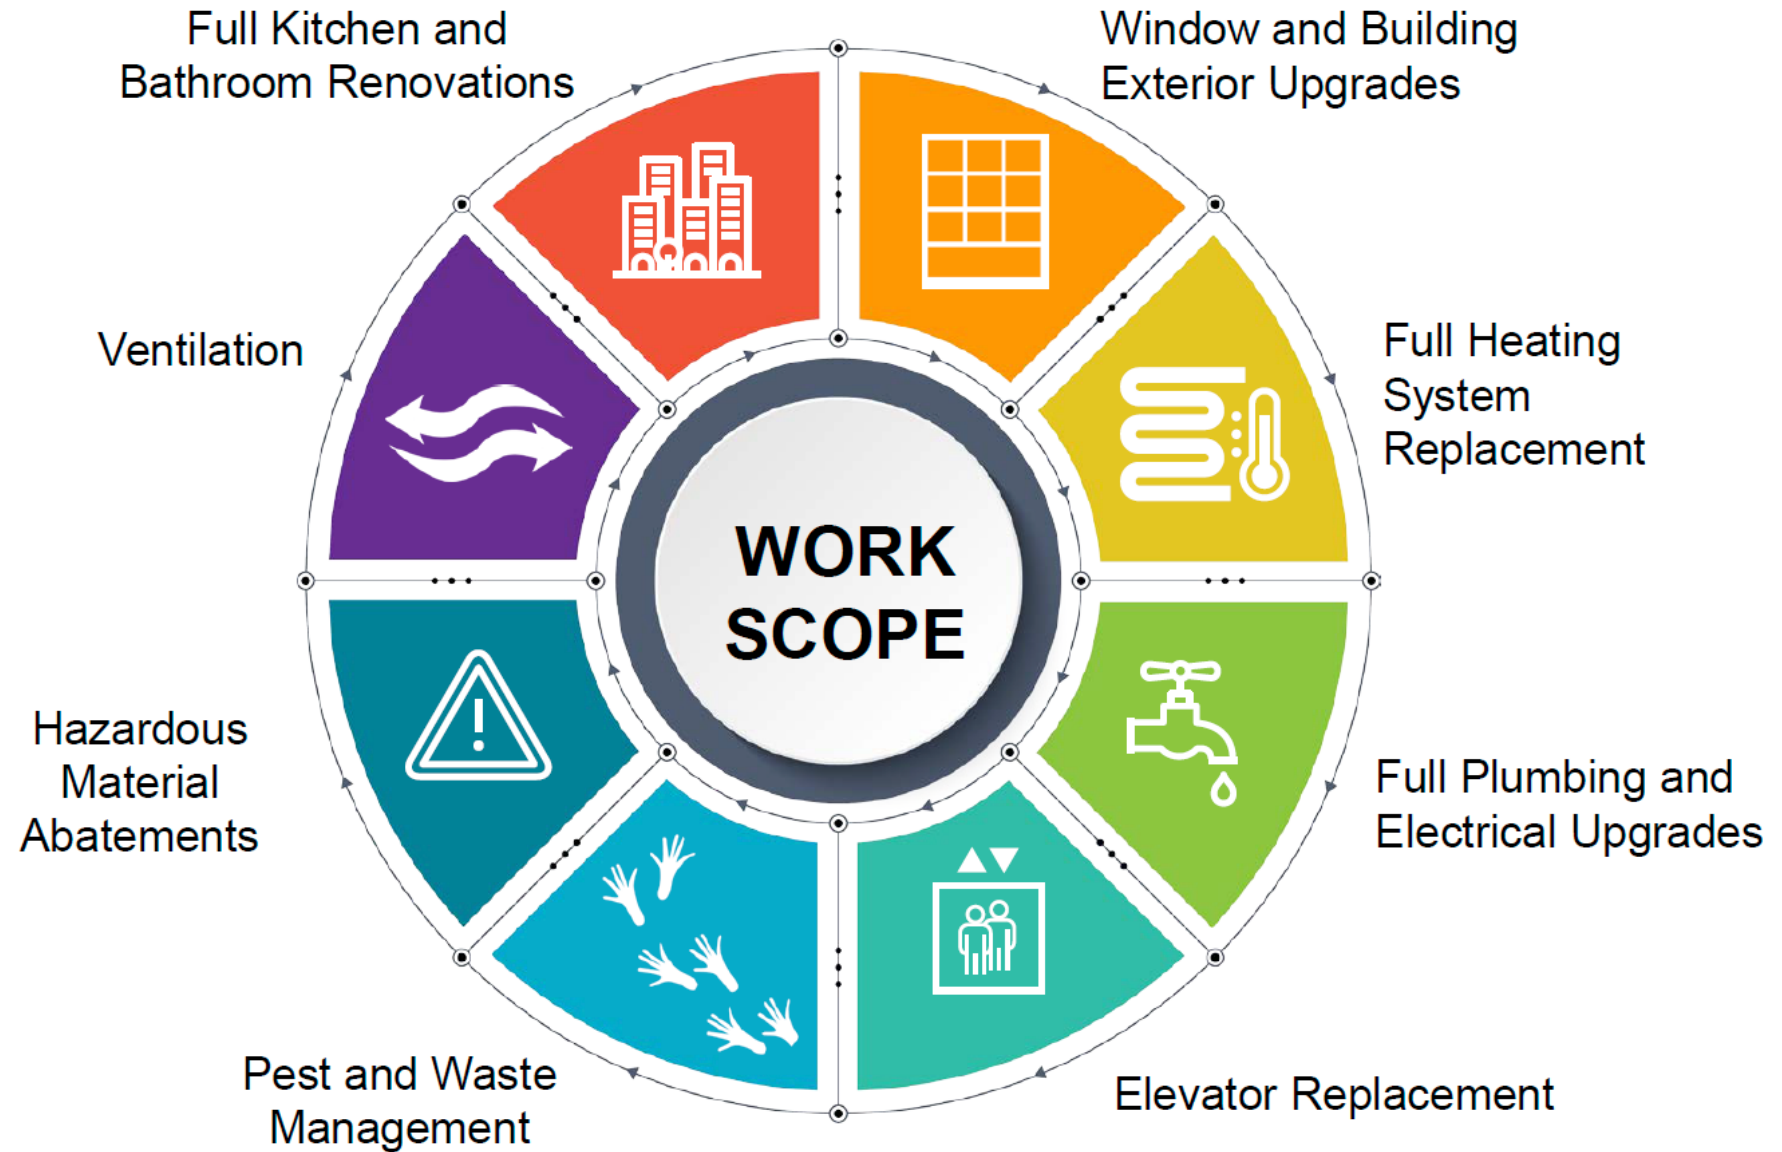 Full Kitchen and
Bathroom Renovations
Window and Building
Exterior Upgrades
Ventilation
Full Heating
System
Replacement
WORK
SCOPE
Hazardous
Material
Abatements
Full Plumbing and
Electrical Upgrades
Pest and Waste
Management
Elevator Replacement